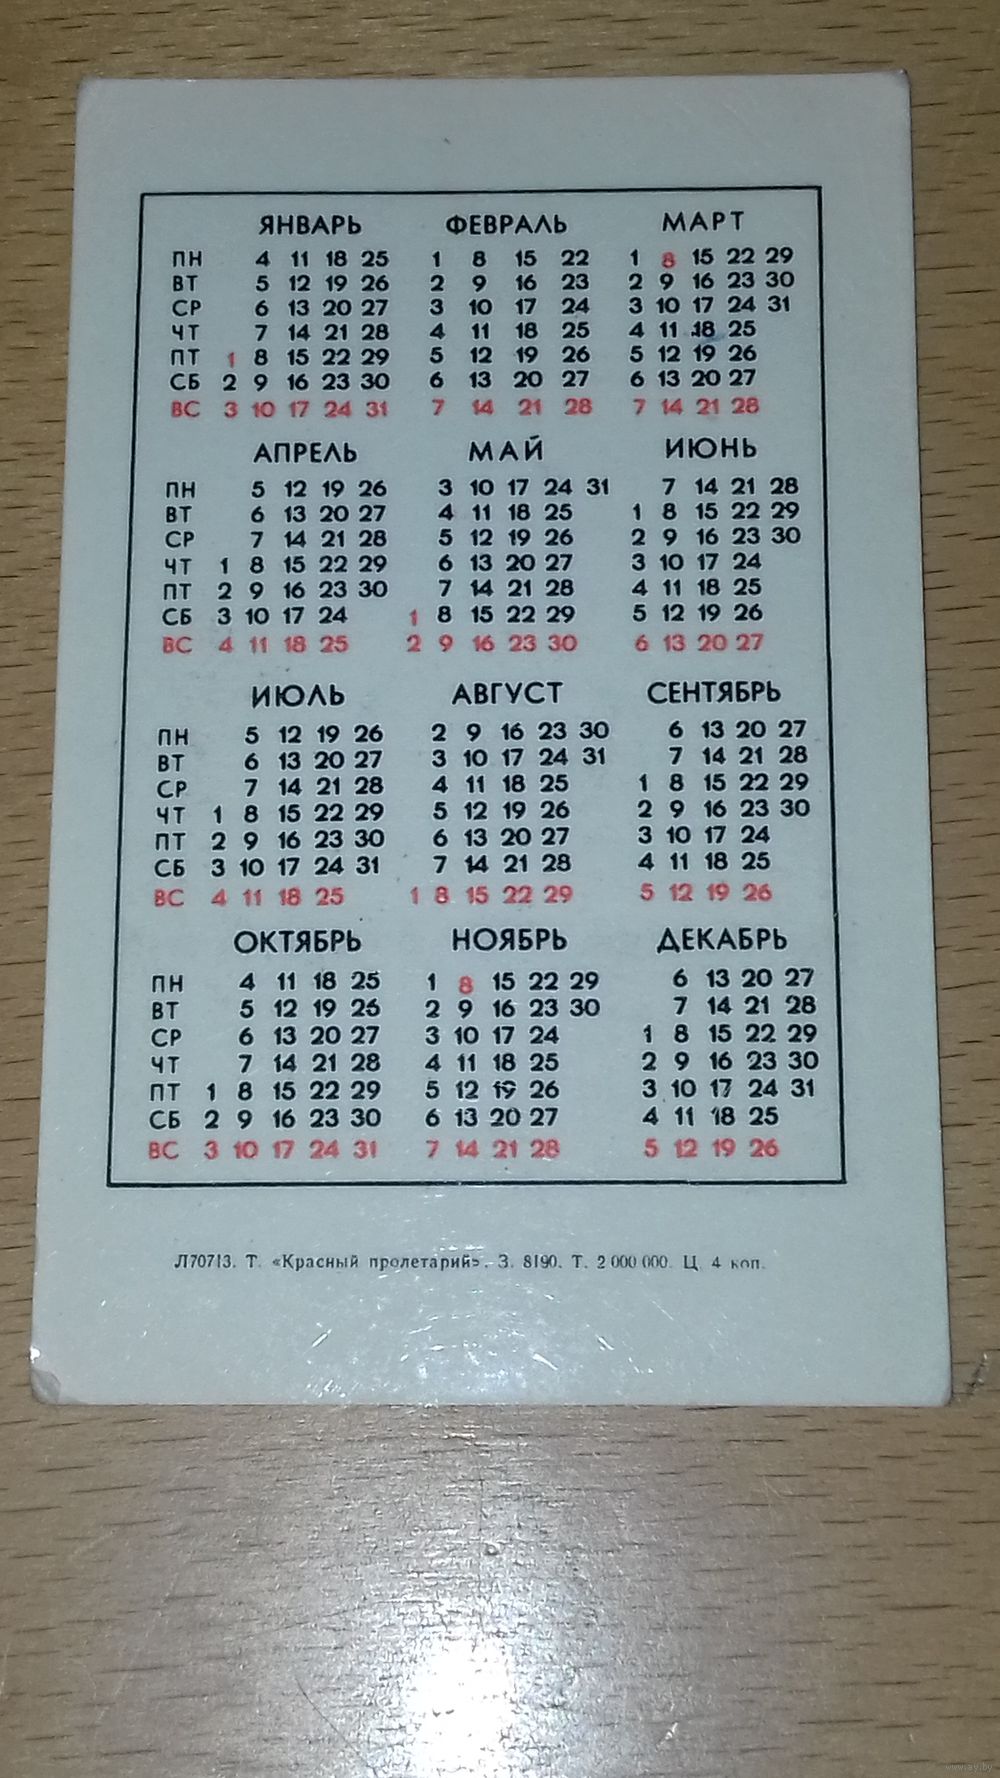 ЯНВАРЬ ФЕВРАЛЬ МАРТ
ПН 4 11 18 25 1 8 15 22 1 8 15 22 29
ВТ 5 12 19 26 2 9 16 23 2 9 16 23 30
СР 6 13 20 27 3 10 17 24 3 10 17 24 31
ЧТ 7 14 21 28 4 11 18 25 4 11 18 25
ПТ 1 8 15 22 29 5 12 19 26 5 12 19 26
СБ 2 9 16 23 30 6 13 20 27 6 13 20 27
ВС 3 10 17 24 31 7 14 21 28 7 14 21 28
АПРЕЛЬ МАЙ ИЮНЬ
ПН 5 12 19 26 3 10 17 24 31 7 14 21 28
ВТ 6 13 20 27 4 11 18 25 1 8 15 22 29
СР 7 14 21 28 5 12 19 26 2 9 16 23 30
ЧТ 1 8 15 22 29 6 13 20 27 3 10 17 24
ПТ 2 9 16 23 30 7 14 21 28 4 11 18 25
СБ 3 10 17 24 1 8 15 22 29 5 12 19 26
ВС 4 11 18 25 2 9 16 23 30 6 13 20 27
ИЮЛЬ АВГУСТ СЕНТЯБРЬ
ПН 5 12 19 26 2 9 16 23 30 6 13 20 27
ВТ 6 13 20 27 3 10 17 24 31 7 14 21 28
СР 7 14 21 28 4 11 18 25 1 8 15 22 29
ЧТ 1 8 15 22 29 5 12 19 26 2 9 16 23 30
ПТ 2 9 16 23 30 6 13 20 27 3 10 17 24
СБ 3 10 17 24 31 7 14 21 28 4 11 18 25
ВС 4 11 18 25 1 8 15 22 29 5 12 19 26
ОКТЯБРЬ НОЯБРЬ ДЕКАБРЬ
ПН 4 11 18 25 1 8 15 22 29 6 13 20 27
ВТ 5 12 19 26 2 9 16 23 30 7 14 21 28
СР 6 13 20 27 3 10 17 24 1 8 15 22 29
ЧТ 7 14 21 28 4 11 18 25 2 9 16 23 30
ПТ 1 8 15 22 29 5 12 19 26 3 10 17 24 31
СБ 2 9 16 23 30 6 13 20 27 4 11 18 25
ВС 3 10 17 24 31 7 14 21 28 5 12 19 26
Л70713. Т. «Красный пролетарий». З. 8190. Т. 2 000 000. Ц. 4 коп.
www.ay.by